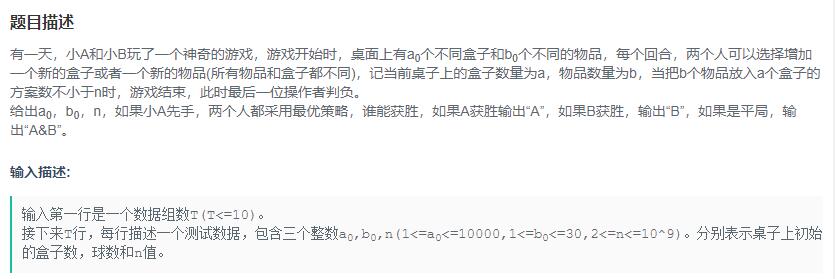 题目描述
有一天，小A和小B玩了一个神奇的游戏，游戏开始时，桌面上有a0个不同盒子和b0个不同的物品，每个回合，两个人可以选择增加
一个新的盒子或者一个新的物品(所有物品和盒子都不同)，记当前桌子上的盒子数量为a，物品数量为b，当把b个物品放入a个盒子的
方案数不小于n时，游戏结束，此时最后一位操作者判负。
给出a0，b0，n，如果小A先手，两个人都采用最优策略，谁能获胜，如果A获胜输出“A”，如果B获胜，输出“B”，如果是平局，输
出“A&B”。
输入描述:
输入第一行是一个数据组数T(T<=10)。
接下来T行，每行描述一个测试数据，包含三个整数a0,b0,n(1<=a0<=10000,1<=b0<=30,2<=n<=10^9)。分别表示桌子上初始
的盒子数，球数和n值。